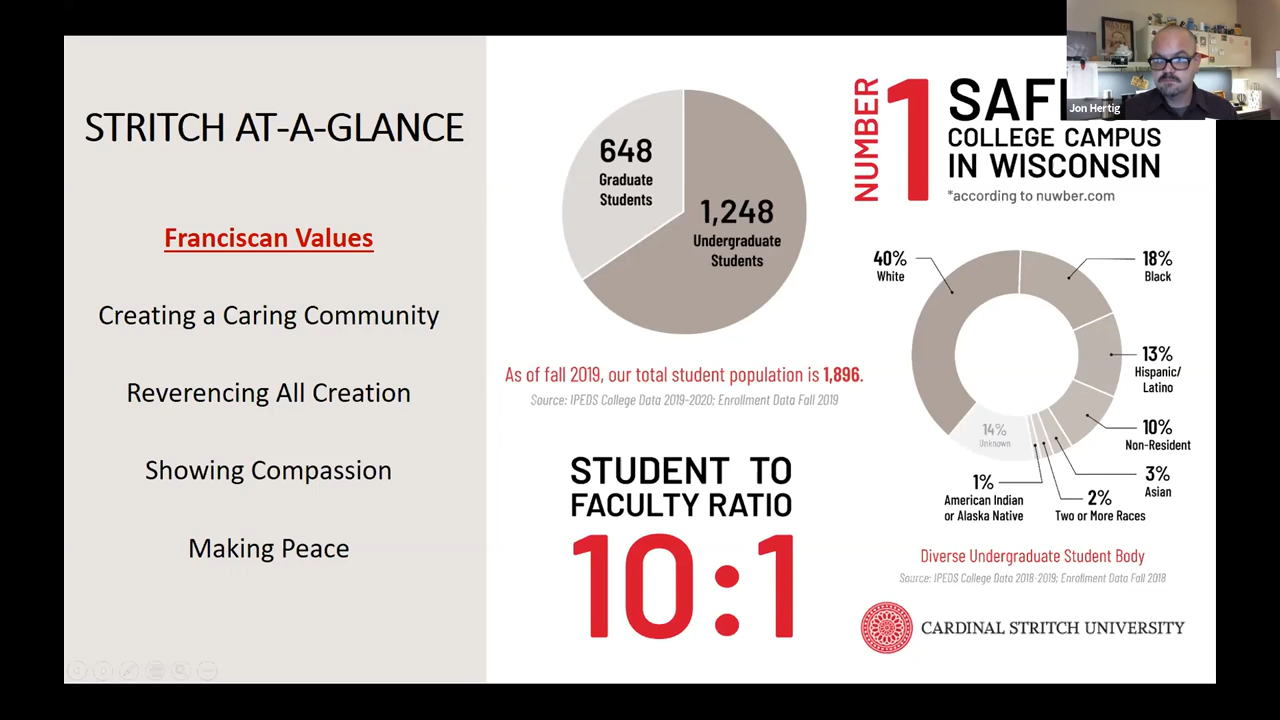 STRITCH AT-A-GLANCE
Franciscan Values
Creating a Caring Community
Reverencing All Creation
Showing Compassion
Making Peace
648
Graduate
Students
1,248
Undergraduate
Students
As of fall 2019, our total student population is 1,896.
Source: IPEDS College Data 2019-2020; Enrollment Data Fall 2019
STUDENT TO
FACULTY RATIO
10:1
Jon Hertig
NUMBER
1
COLLEGE CAMPUS
IN WISCONSIN
*according to nuwber.com
40%
White
18%
Black
13%
Hispanic/
Latino
10%
Non-Resident
3%
Asian
2%
Two or More Races
1%
American Indian
or Alaska Native
14%
Unknown
Diverse Undergraduate Student Body
Source: IPEDS College Data 2018-2019; Enrollment Data Fall 2018
CARDINAL STRITCH UNIVERSITY